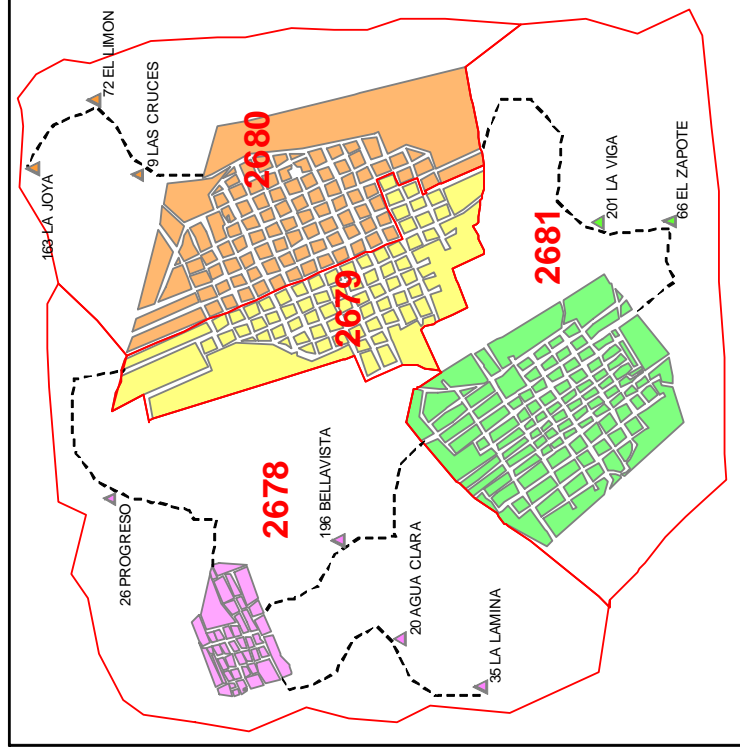 163 LA JOYA
72 EL LIMON
9 LAS CRUCES
2680
2679
2681
201 LA VIGA
66 EL ZAPOTE
26 PROGRESO
2678
196 BELLAVISTA
20 AGUA CLARA
35 LA LAMINA